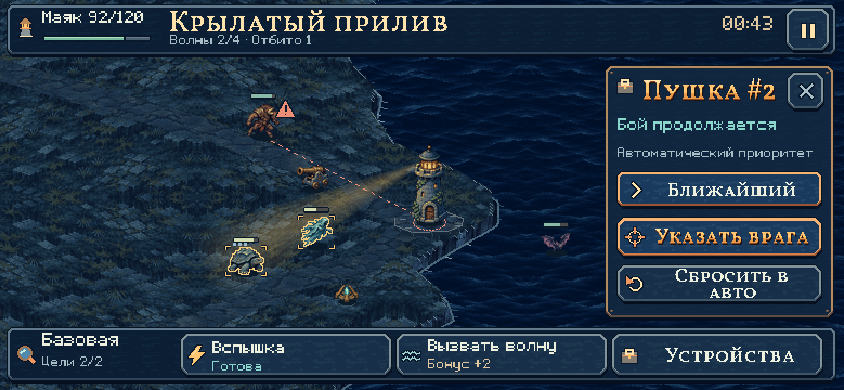 Маяк 92/120
Крылатый прилив
Волны 2/4 · Отбито 1
00:43
Пушка #2
Бой продолжается
Автоматический приоритет
Ближайший
Указать врага
Сбросить в
авто
Базовая
Цели 2/2
Вспышка
Готова
Вызвать волну
Бонус +2
Устройства